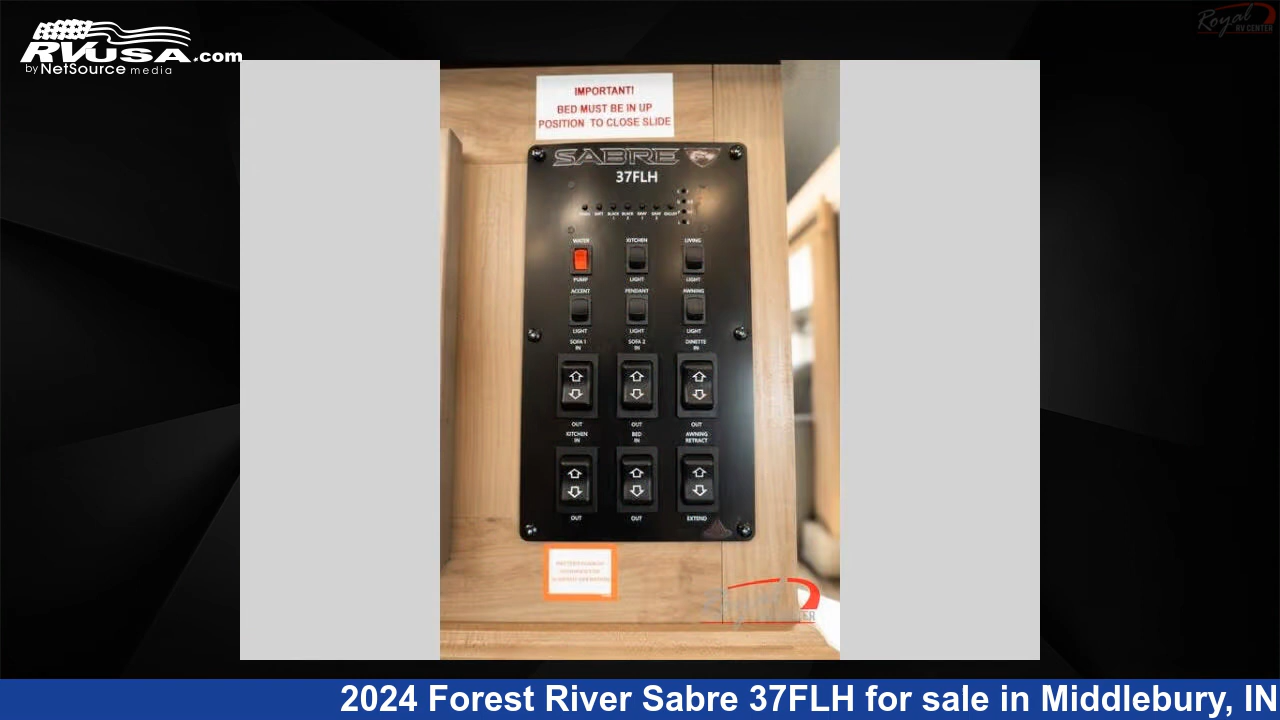 RVUSA.com
by NetSource media
Royal
RV CENTER
IMPORTANT!
BED MUST BE IN UP
POSITION TO CLOSE SLIDE
SABRE
37FLH
WATER KITCHEN LIVING
PUMP LIGHT LIGHT
ACCENT PENDANT AWNING
LIGHT LIGHT LIGHT
SOFA 1 SOFA 2 DINETTE
IN IN IN
OUT OUT OUT
KITCHEN BED AWNING
IN IN RETRACT
OUT OUT EXTEND
2024 Forest River Sabre 37FLH for sale in Middlebury, IN